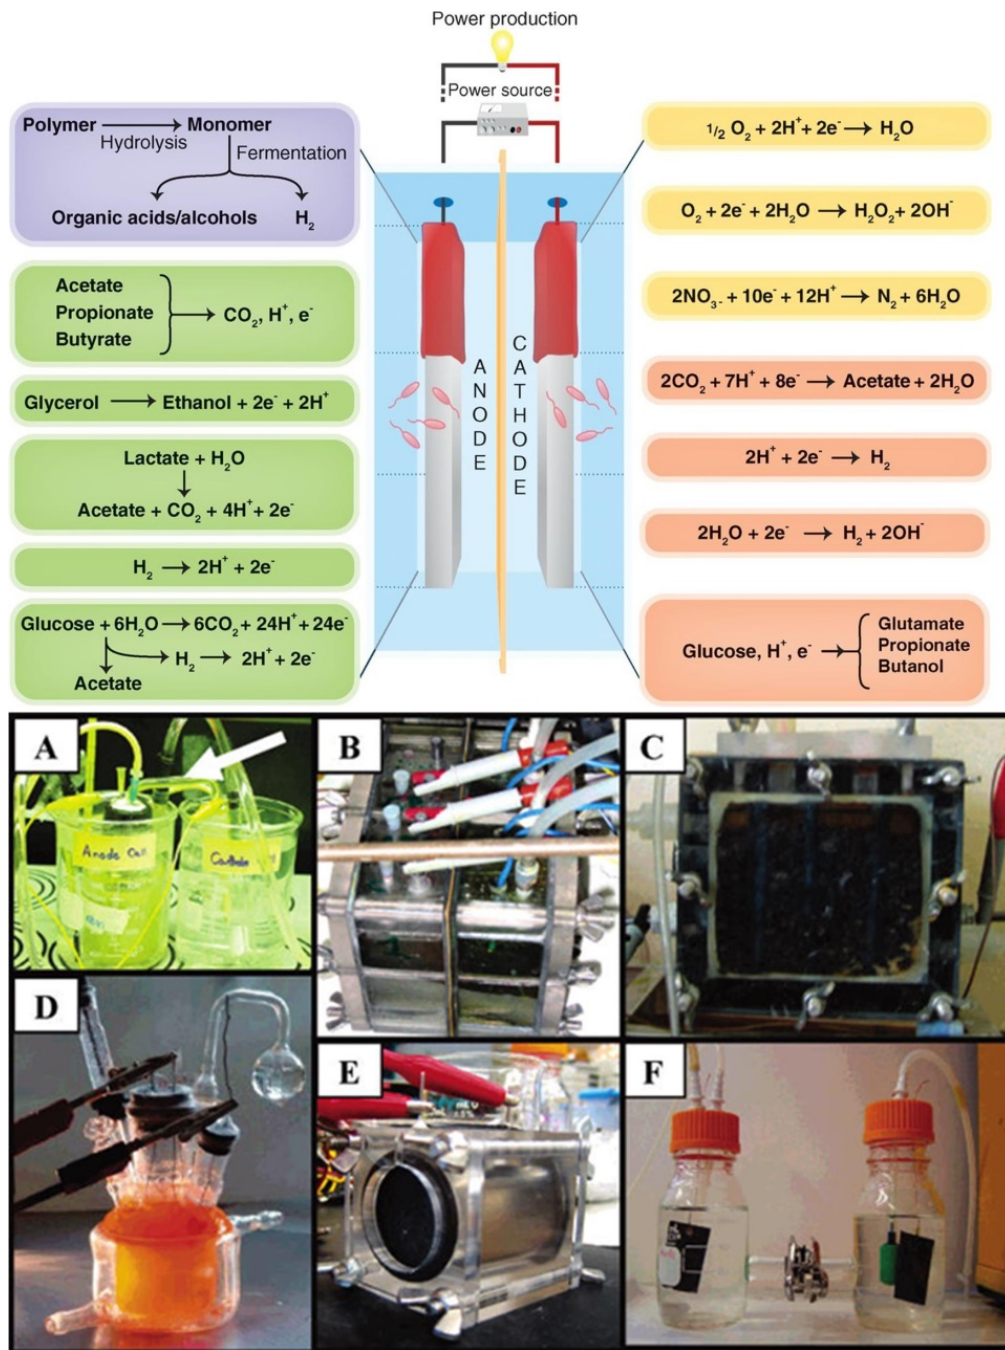 Power production
Power source
Polymer → Monomer
Hydrolysis
Fermentation
Organic acids/alcohols H₂
Acetate
Propionate
Butyrate
→ CO₂, H⁺, e⁻
Glycerol → Ethanol + 2e⁻ + 2H⁺
Lactate + H₂O
↓
Acetate + CO₂ + 4H⁺ + 2e⁻
H₂ → 2H⁺ + 2e⁻
Glucose + 6H₂O → 6CO₂ + 24H⁺ + 24e⁻
H₂ → 2H⁺ + 2e⁻
Acetate
ANODE
CATHODE
1/2 O₂ + 2H⁺ + 2e⁻ → H₂O
O₂ + 2e⁻ + 2H₂O → H₂O₂ + 2OH⁻
2NO₃- + 10e⁻ + 12H⁺ → N₂ + 6H₂O
2CO₂ + 7H⁺ + 8e⁻ → Acetate + 2H₂O
2H⁺ + 2e⁻ → H₂
2H₂O + 2e⁻ → H₂ + 2OH⁻
Glucose, H⁺, e⁻ →
Glutamate
Propionate
Butanol
A
Anode Cell
Cathode
B
C
D
E
F